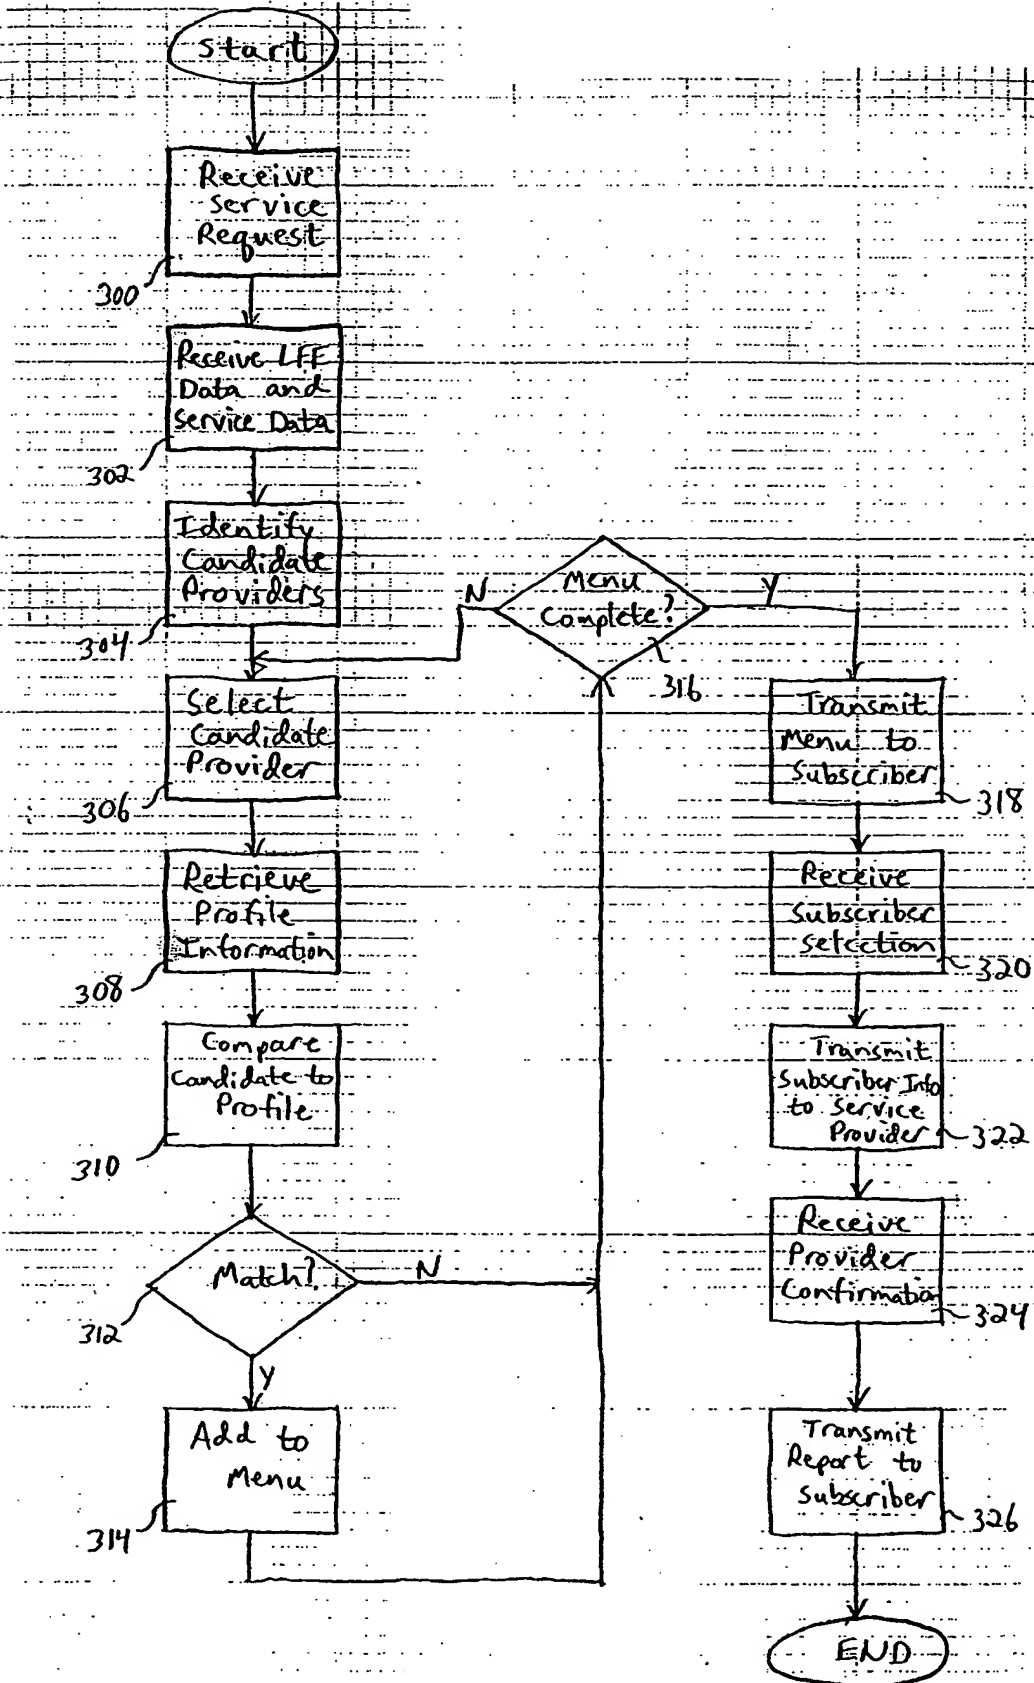 Start
Receive
Service
Request
300
Receive LFE
Data and
Service Data
302
Identify
Candidate
Providers
304
Select
Candidate
Provider
306
Retrieve
Profile
Information
308
Compare
Candidate to
Profile
310
Match?
N
312
Y
Add to
Menu
314
Menu
Complete?
N
Y
316
Transmit
Menu to
Subscriber
318
Receive
Subscriber
Selection
320
Transmit
Subscriber Info
to Service
Provider
322
Receive
Provider
Confirmation
324
Transmit
Report to
Subscriber
326
END